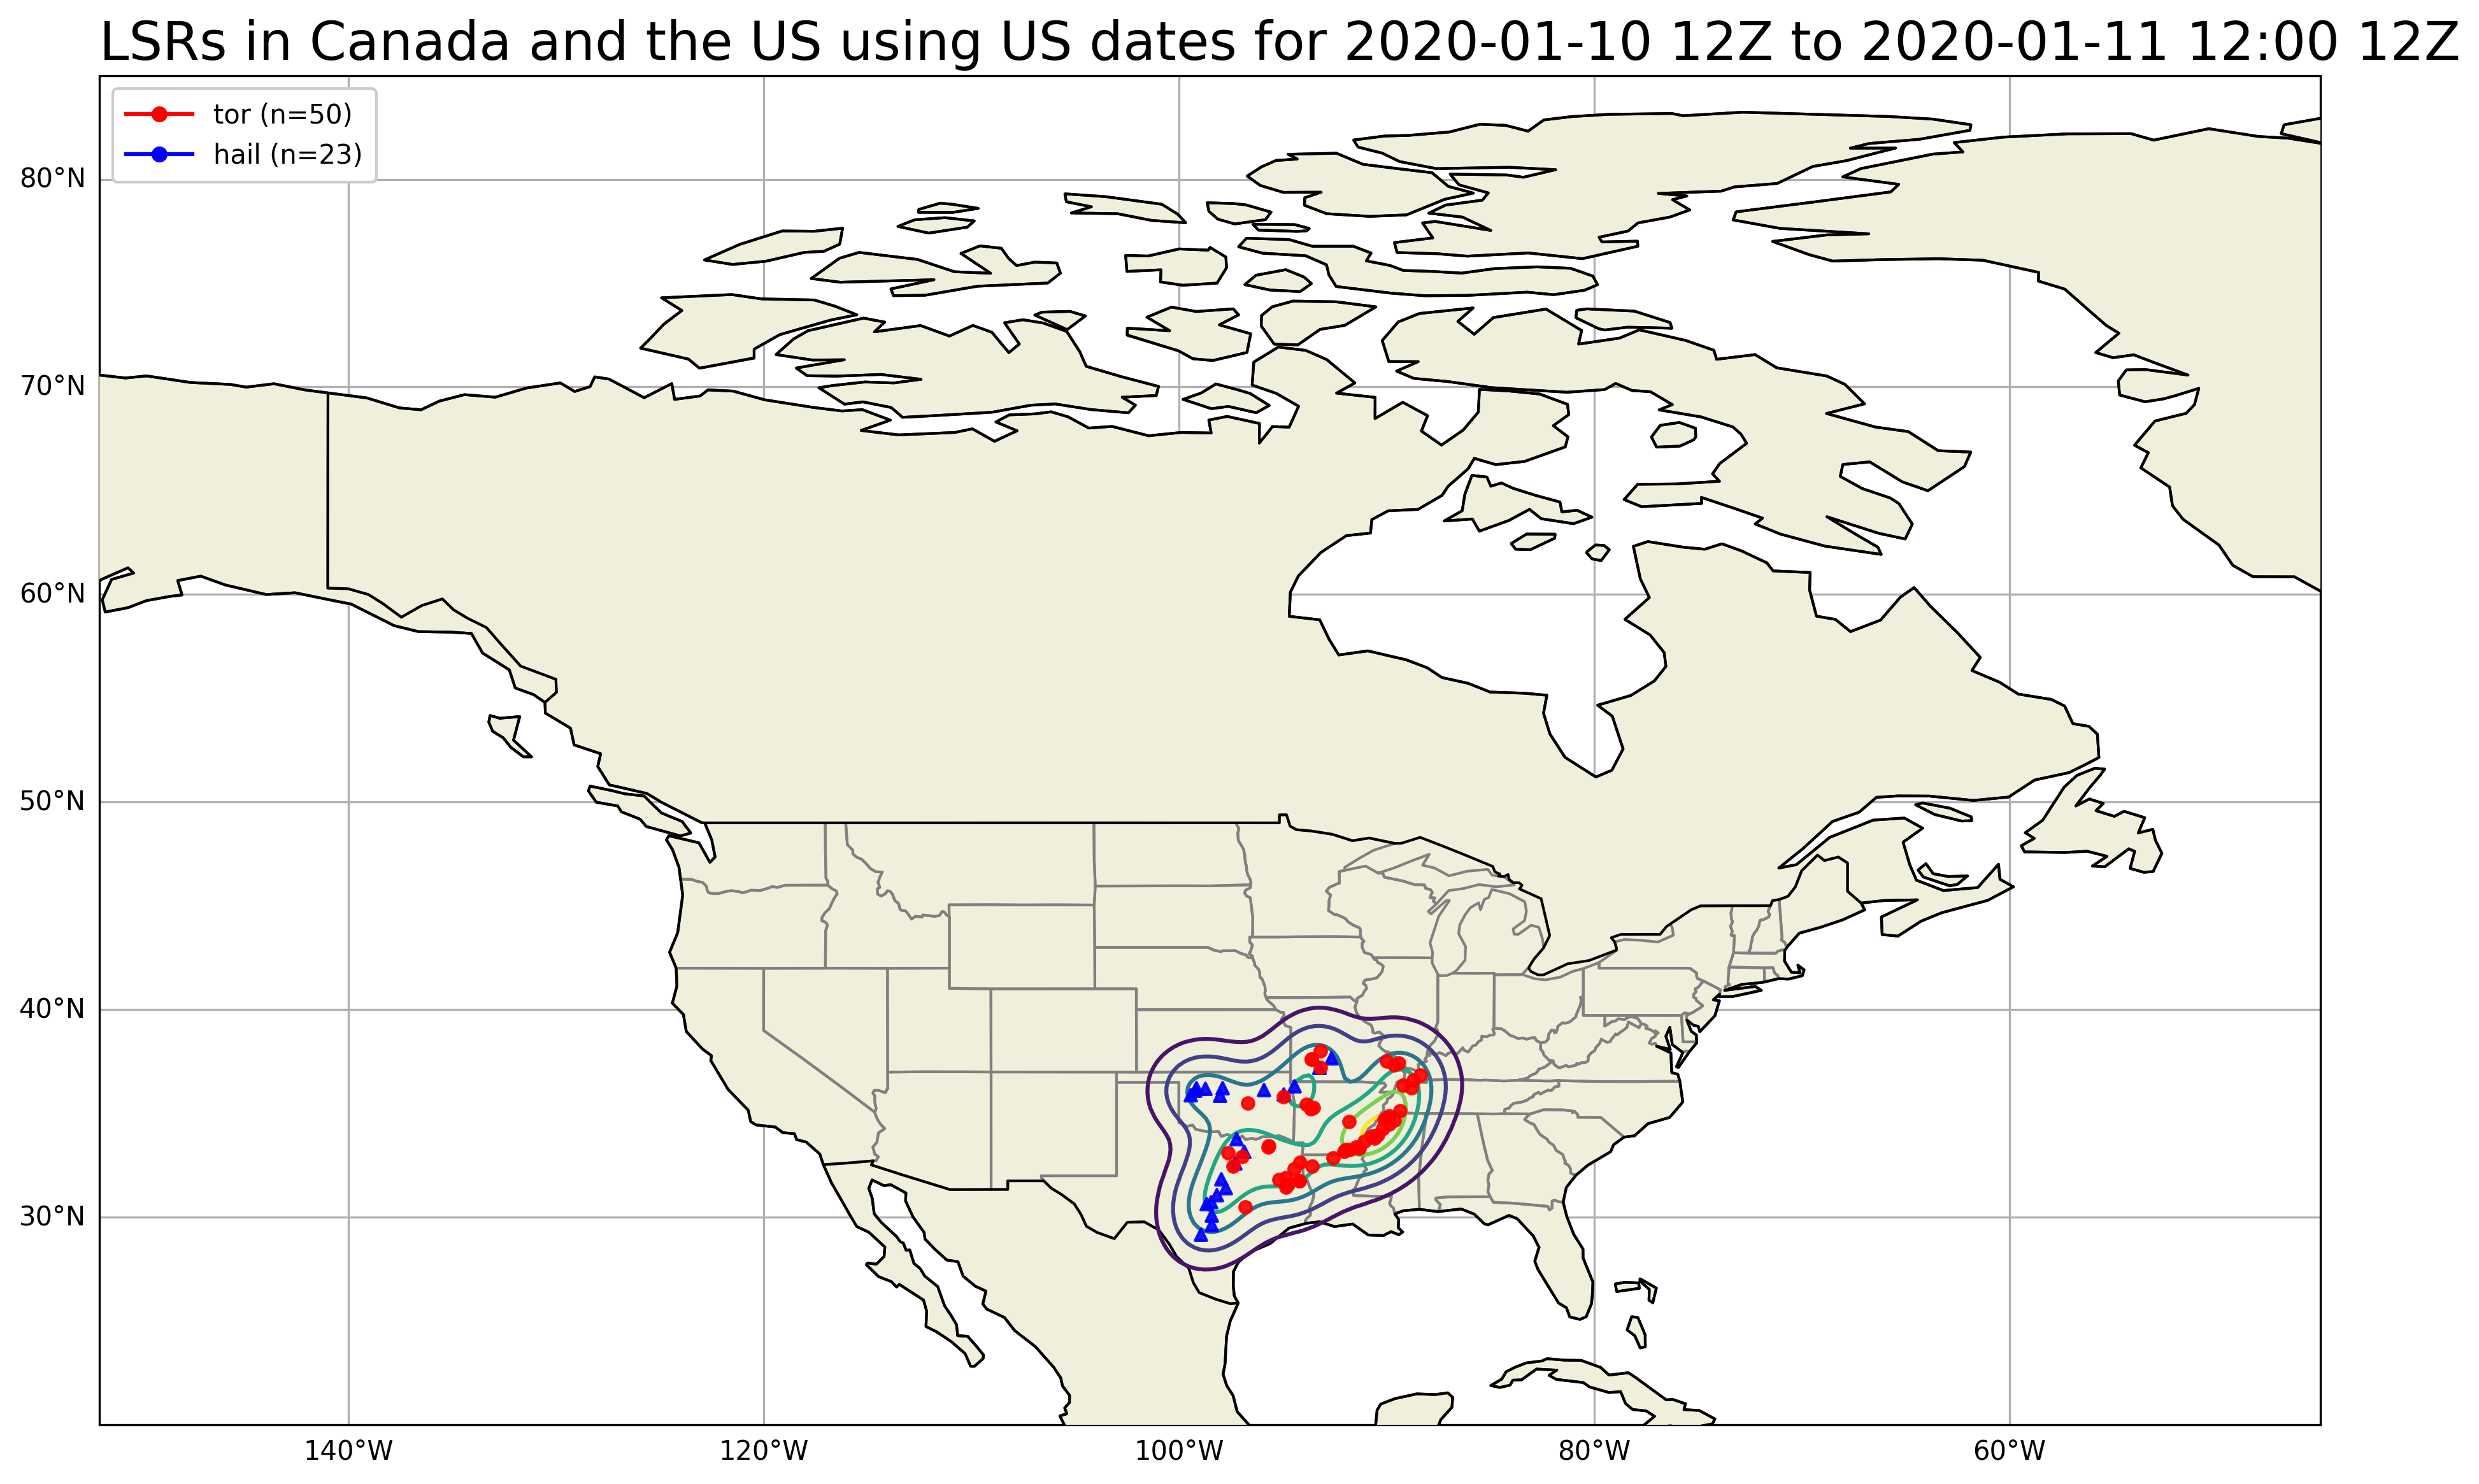 LSRs in Canada and the US using US dates for 2020-01-10 12Z to 2020-01-11 12:00 12Z
tor (n=50)
hail (n=23)
80°N
70°N
60°N
50°N
40°N
30°N
140°W
120°W
100°W
80°W
60°W